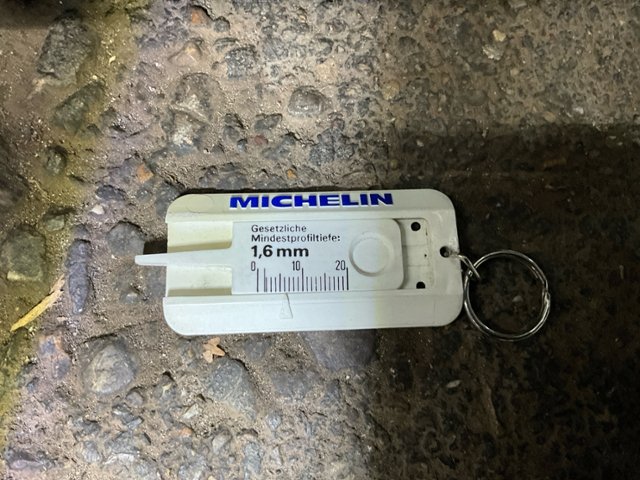 MICHELIN
Gesetzliche
Mindestprofiltiefe:
1,6 mm
0 10 20